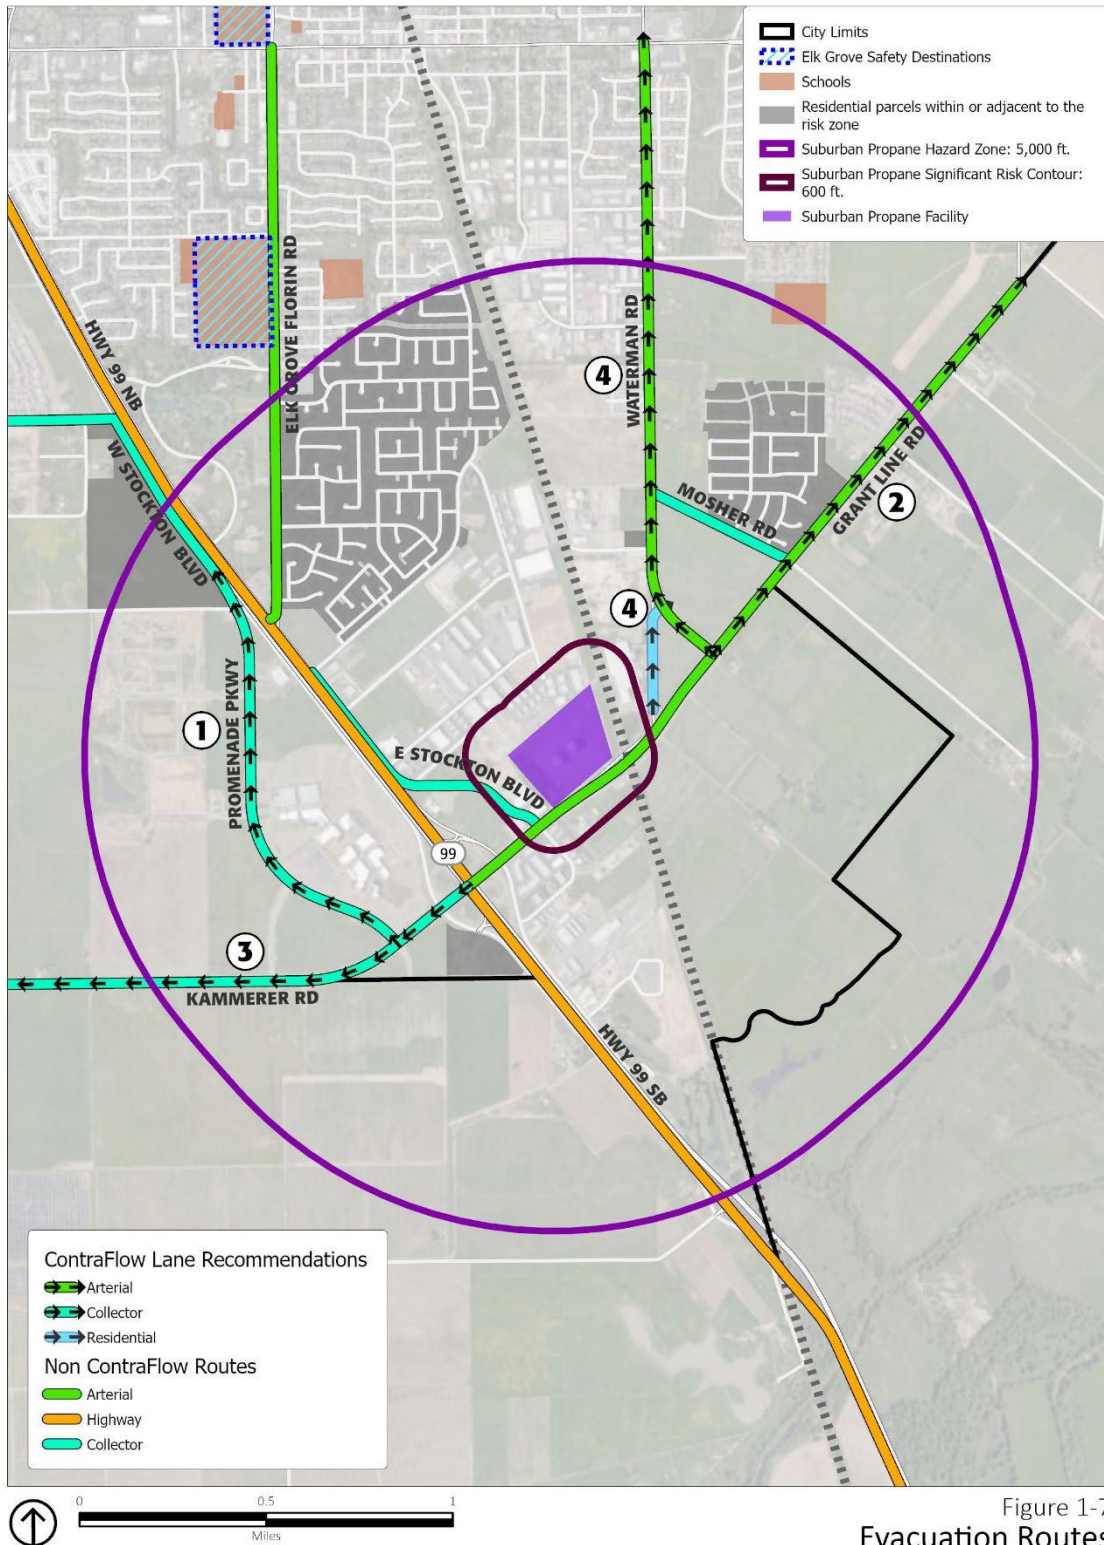 City Limits
Elk Grove Safety Destinations
Schools
Residential parcels within or adjacent to the
risk zone
Suburban Propane Hazard Zone: 5,000 ft.
Suburban Propane Significant Risk Contour:
600 ft.
Suburban Propane Facility
ELK GROVE FLORIN RD
WATERMAN RD
HWY 99 NB
4
W STOCKTON BLVD
MOSHER RD
GRANT LINE RD
2
4
PROMENADE PKWY
1
E STOCKTON BLVD
99
3
KAMMERER RD
HWY 99 SB
ContraFlow Lane Recommendations
Arterial
Collector
Residential
Non ContraFlow Routes
Arterial
Highway
Collector
0 0.5 1
Miles
Figure 1-7
Evacuation Routes